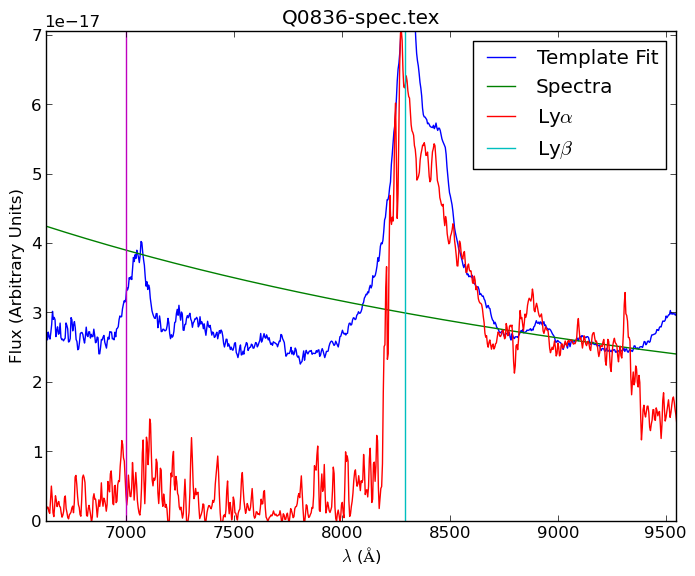 Q0836-spec.tex
1e−17
7
6
5
4
3
2
1
0
Flux (Arbitrary Units)
Template Fit
Spectra
Lyα
Lyβ
7000 7500 8000 8500 9000 9500
λ (Å)